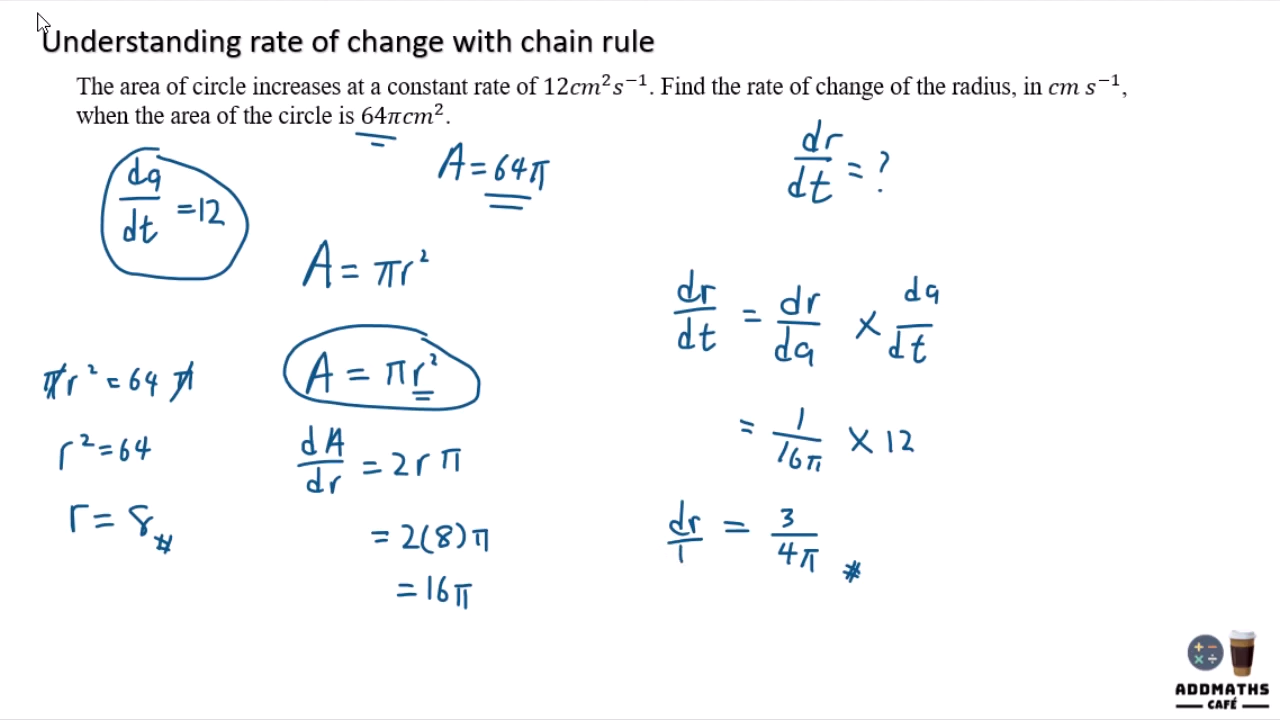 Understanding rate of change with chain rule
The area of circle increases at a constant rate of 12cm²s⁻¹. Find the rate of change of the radius, in cm s⁻¹,
when the area of the circle is 64πcm².
da/dt = 12
A = 64π
dr/dt = ?
A = πr²
πr² = 64π
r² = 64
r = 8 #
A = πr²
dA/dr = 2rπ
= 2(8)π
= 16π
dr/dt = dr/da × da/dt
= 1/16π × 12
dr/ = 3/4π #
+ −
× ÷
ADDMATHS
CAFÉ